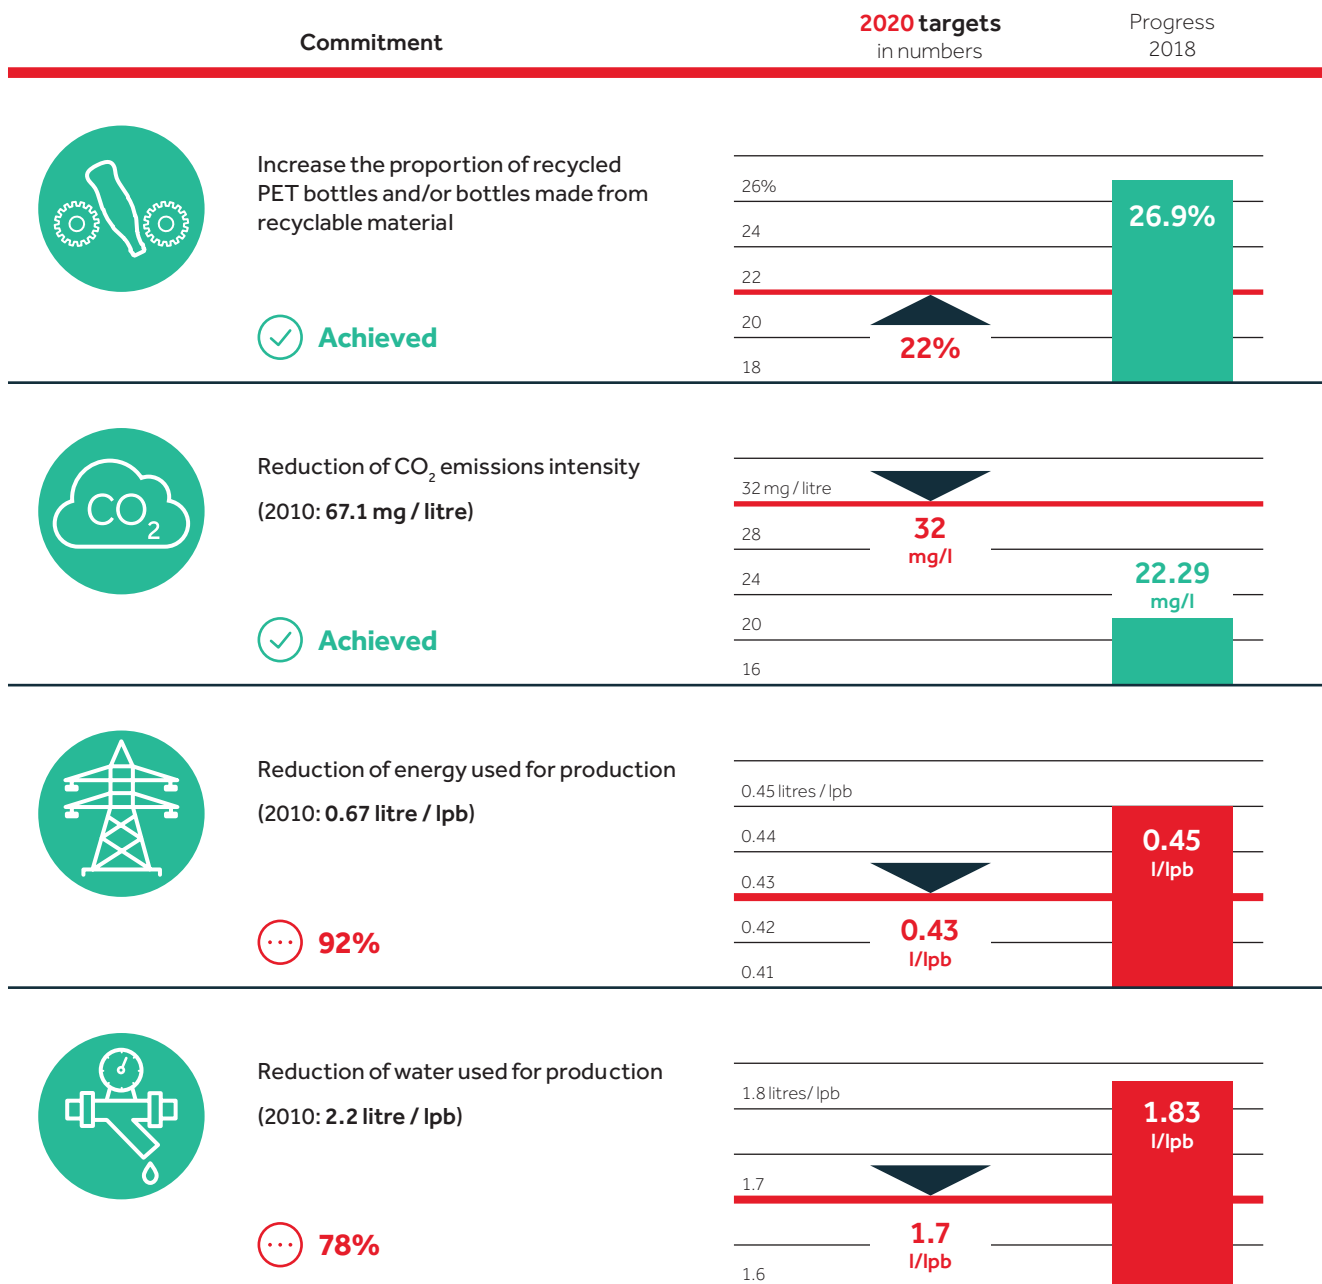 Commitment
2020 targets
in numbers
Progress
2018
Increase the proportion of recycled
PET bottles and/or bottles made from
recyclable material
Achieved
26%
24
22
20
18
22%
26.9%
CO2
Reduction of CO2 emissions intensity
(2010: 67.1 mg / litre)
Achieved
32 mg / litre
28
24
20
16
32
mg/l
22.29
mg/l
Reduction of energy used for production
(2010: 0.67 litre / lpb)
92%
0.45 litres / lpb
0.44
0.43
0.42
0.41
0.43
l/lpb
0.45
l/lpb
Reduction of water used for production
(2010: 2.2 litre / lpb)
78%
1.8 litres/ lpb
1.7
1.6
1.7
l/lpb
1.83
l/lpb